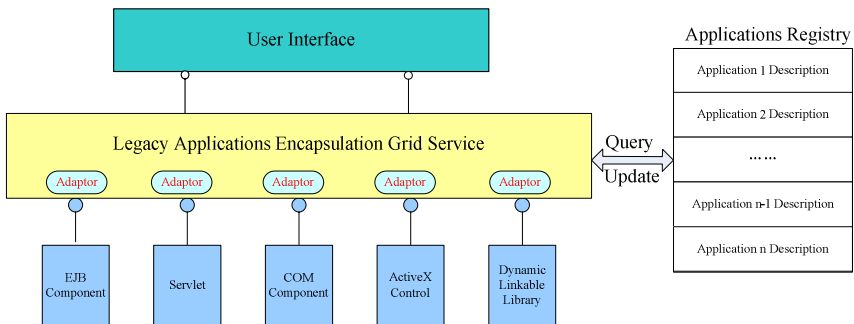 User Interface
Applications Registry
Application 1 Description
Application 2 Description
……
Application n-1 Description
Application n Description
Query
Update
Legacy Applications Encapsulation Grid Service
Adaptor
Adaptor
Adaptor
Adaptor
Adaptor
EJB
Component
Servlet
COM
Component
ActiveX
Control
Dynamic
Linkable
Library